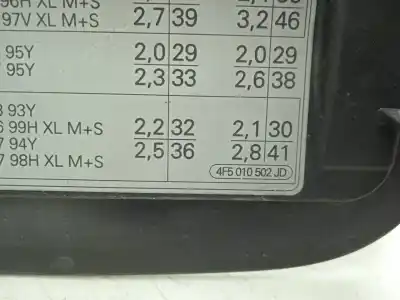 96H XL M+S
97V XL M+S 2,7 39 3,2 46
95Y 2,0 29 2,0 29
95Y 2,3 33 2,6 38
93Y
99H XL M+S 2,2 32 2,1 30
94Y
98H XL M+S 2,5 36 2,8 41
4F5 010 502 JD